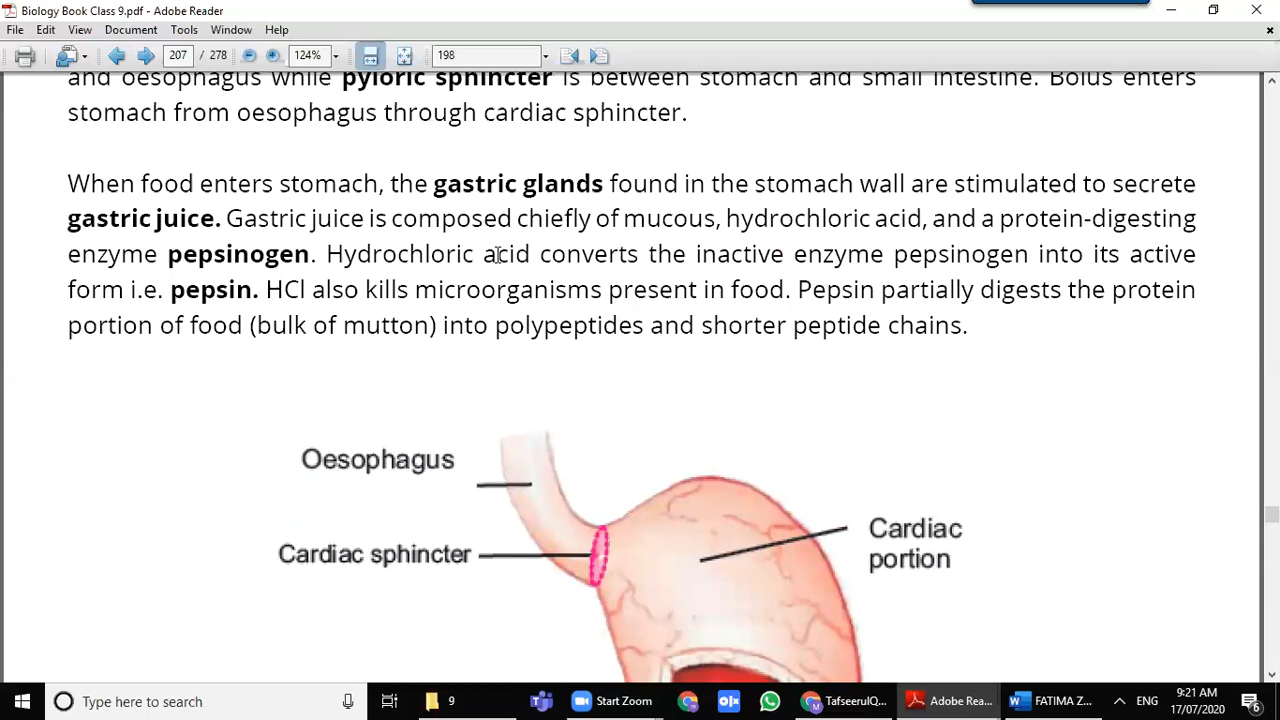 Biology Book Class 9.pdf - Adobe Reader
File Edit View Document Tools Window Help
207 / 278 124% 198
and oesophagus while pyloric sphincter is between stomach and small intestine. Bolus enters
stomach from oesophagus through cardiac sphincter.
When food enters stomach, the gastric glands found in the stomach wall are stimulated to secrete
gastric juice. Gastric juice is composed chiefly of mucous, hydrochloric acid, and a protein-digesting
enzyme pepsinogen. Hydrochloric acid converts the inactive enzyme pepsinogen into its active
form i.e. pepsin. HCl also kills microorganisms present in food. Pepsin partially digests the protein
portion of food (bulk of mutton) into polypeptides and shorter peptide chains.
Oesophagus
Cardiac sphincter
Cardiac
portion
Type here to search
9
Start Zoom
TafseerulQ...
Adobe Rea...
FATIMA Z...
ENG
9:21 AM
17/07/2020
6